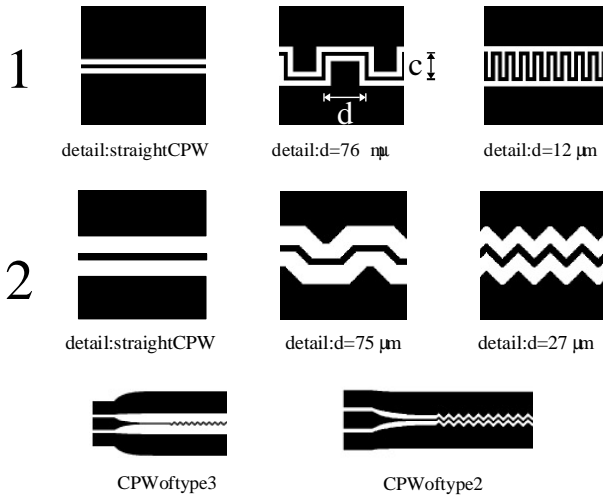 1
c
d
detail:straightCPW
detail:d=76 mμ
detail:d=12 μm
2
detail:straightCPW
detail:d=75 μm
detail:d=27 μm
CPWoftype3
CPWoftype2